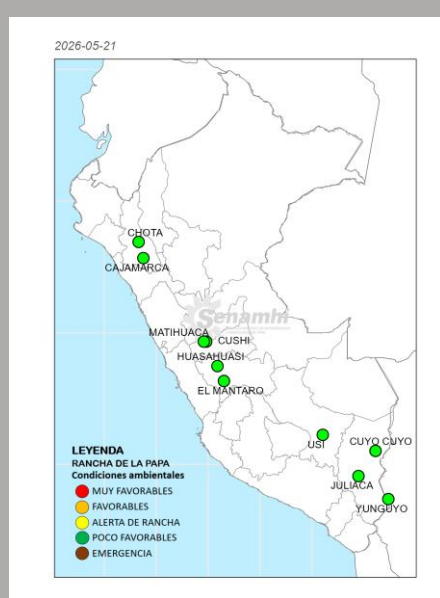 2026-05-21
CHOTA
CAJAMARCA
Senamhi
MATIHUACA
CUSHI
HUASAHUASI
EL MANTARO
USI
CUYO CUYO
JULIACA
YUNGUYO
LEYENDA
RANCHA DE LA PAPA
Condiciones ambientales
MUY FAVORABLES
FAVORABLES
ALERTA DE RANCHA
POCO FAVORABLES
EMERGENCIA